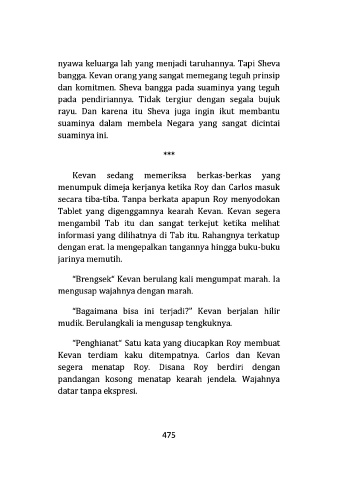 nyawa keluarga lah yang menjadi taruhannya. Tapi Sheva
bangga. Kevan orang yang sangat memegang teguh prinsip
dan komitmen. Sheva bangga pada suaminya yang teguh
pada pendiriannya. Tidak tergiur dengan segala bujuk
rayu. Dan karena itu Sheva juga ingin ikut membantu
suaminya dalam membela Negara yang sangat dicintai
suaminya ini.
***
Kevan sedang memeriksa berkas-berkas yang
menumpuk dimeja kerjanya ketika Roy dan Carlos masuk
secara tiba-tiba. Tanpa berkata apapun Roy menyodokan
Tablet yang digenggamnya kearah Kevan. Kevan segera
mengambil Tab itu dan sangat terkejut ketika melihat
informasi yang dilihatnya di Tab itu. Rahangnya terkatup
dengan erat. Ia mengepalkan tangannya hingga buku-buku
jarinya memutih.
"Brengsek" Kevan berulang kali mengumpat marah. Ia
mengusap wajahnya dengan marah.
"Bagaimana bisa ini terjadi?" Kevan berjalan hilir
mudik. Berulangkali ia mengusap tengkuknya.
"Penghianat" Satu kata yang diucapkan Roy membuat
Kevan terdiam kaku ditempatnya. Carlos dan Kevan
segera menatap Roy. Disana Roy berdiri dengan
pandangan kosong menatap kearah jendela. Wajahnya
datar tanpa ekspresi.
475